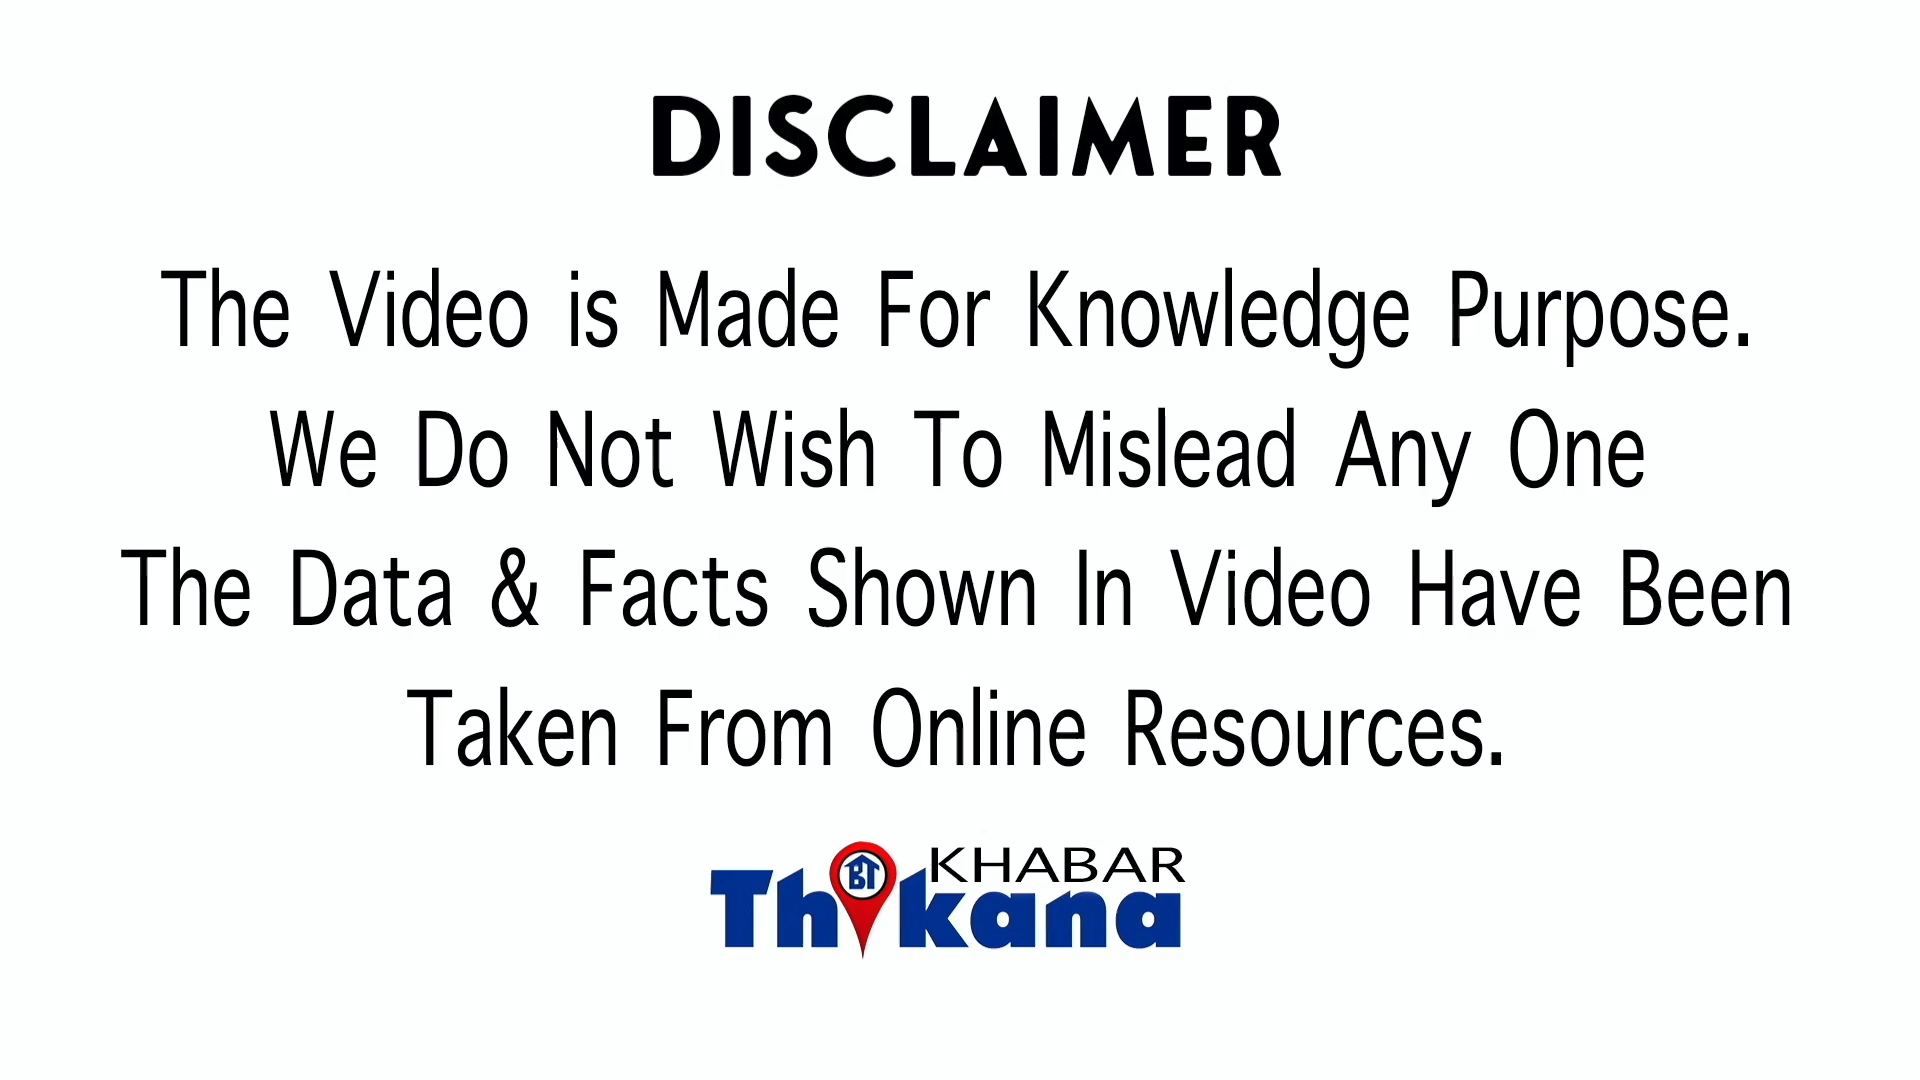 DISCLAIMER
The Video is Made For Knowledge Purpose.
We Do Not Wish To Mislead Any One
The Data & Facts Shown In Video Have Been
Taken From Online Resources.
KHABAR
Thikana
BT